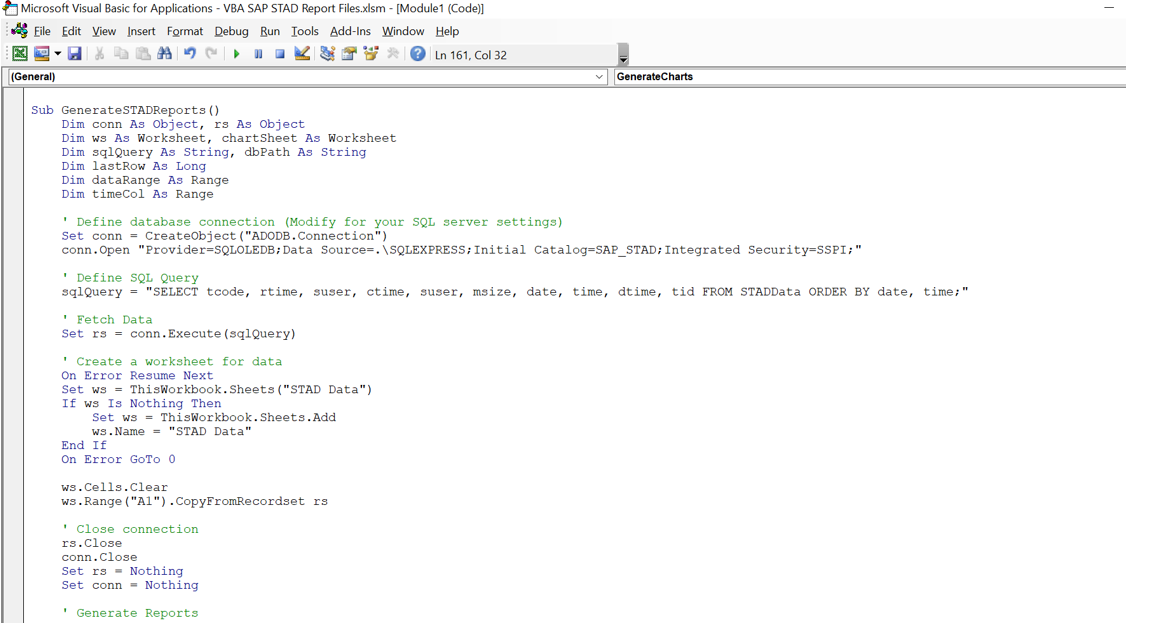 Microsoft Visual Basic for Applications - VBA SAP STAD Report Files.xlsm - [Module1 (Code)]
File Edit View Insert Format Debug Run Tools Add-Ins Window Help
Ln 161, Col 32
(General) GenerateCharts
Sub GenerateSTADReports()
Dim conn As Object, rs As Object
Dim ws As Worksheet, chartSheet As Worksheet
Dim sqlQuery As String, dbPath As String
Dim lastRow As Long
Dim dataRange As Range
Dim timeCol As Range
' Define database connection (Modify for your SQL server settings)
Set conn = CreateObject("ADODB.Connection")
conn.Open "Provider=SQLOLEDB;Data Source=.\SQLEXPRESS;Initial Catalog=SAP_STAD;Integrated Security=SSPI;"
' Define SQL Query
sqlQuery = "SELECT tcode, rtime, suser, ctime, suser, msize, date, time, dtime, tid FROM STADData ORDER BY date, time;"
' Fetch Data
Set rs = conn.Execute(sqlQuery)
' Create a worksheet for data
On Error Resume Next
Set ws = ThisWorkbook.Sheets("STAD Data")
If ws Is Nothing Then
Set ws = ThisWorkbook.Sheets.Add
ws.Name = "STAD Data"
End If
On Error GoTo 0
ws.Cells.Clear
ws.Range("A1").CopyFromRecordset rs
' Close connection
rs.Close
conn.Close
Set rs = Nothing
Set conn = Nothing
' Generate Reports